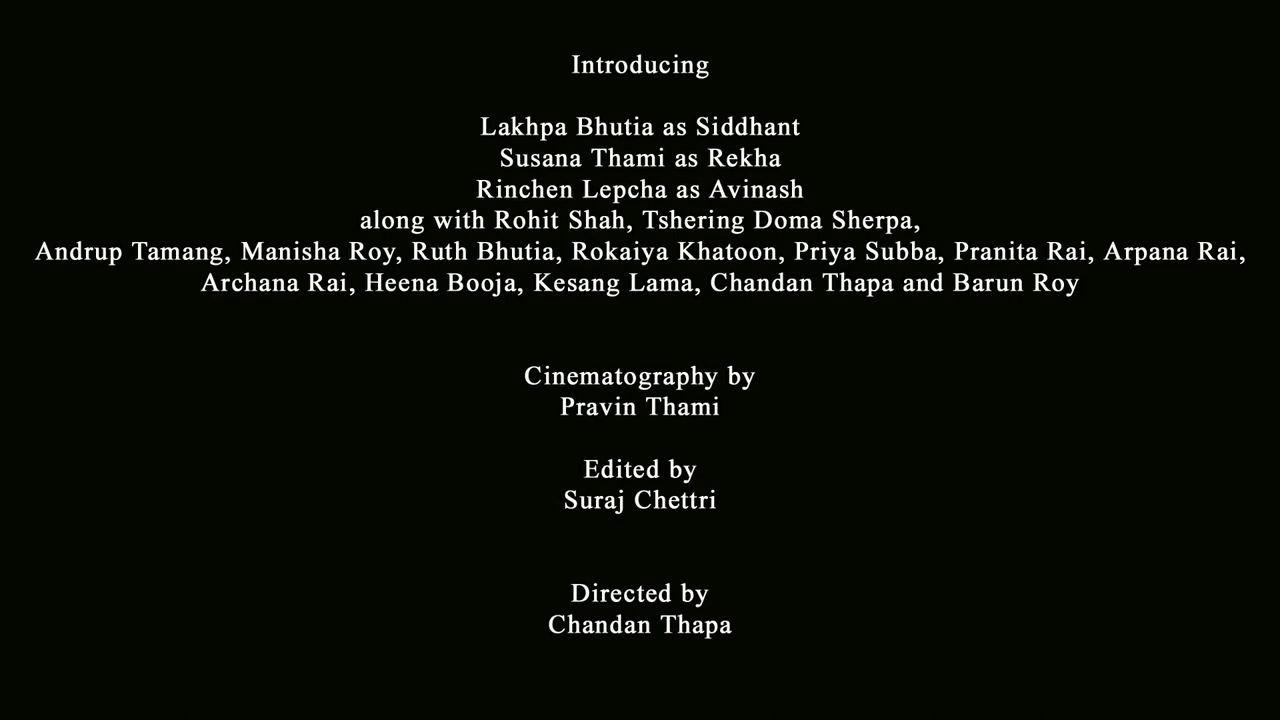 Introducing
Lakhpa Bhutia as Siddhant
Susana Thami as Rekha
Rinchen Lepcha as Avinash
along with Rohit Shah, Tshering Doma Sherpa,
Andrup Tamang, Manisha Roy, Ruth Bhutia, Rokaiya Khatoon, Priya Subba, Pranita Rai, Arpana Rai,
Archana Rai, Heena Booja, Kesang Lama, Chandan Thapa and Barun Roy
Cinematography by
Pravin Thami
Edited by
Suraj Chettri
Directed by
Chandan Thapa